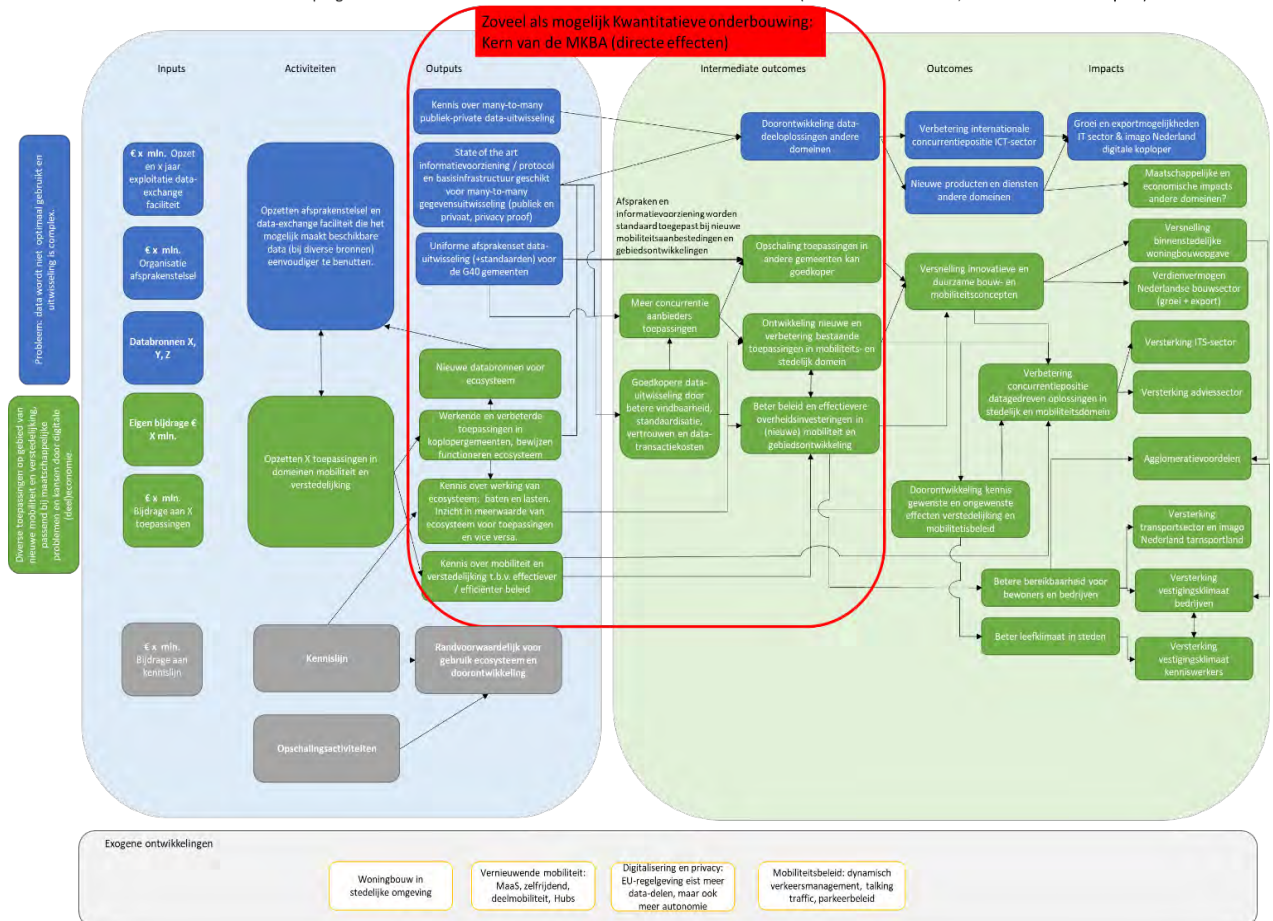 Zoveel als mogelijk Kwantitatieve onderbouwing:
Kern van de MKBA (directe effecten)
Inputs
Activiteiten
Outputs
Intermediate outcomes
Outcomes
Impacts
Probleem: data wordt niet optimaal gebruikt en
uitwisseling is complex.
Diverse toepassingen op gebied van
nieuwe mobiliteit en verstedelijking,
passend bij maatschappelijke
problemen en kansen door digitale
(deel)economie.
€ x mln. Opzet
en x jaar
exploitatie data-
exchange
faciliteit
€ x mln.
Organisatie
afsprakenstelsel
Databronnen X,
Y, Z
Eigen bijdrage €
X mln.
€ x mln.
Bijdrage aan X
toepassingen
€ x mln.
Bijdrage aan
kennislijn
Opzetten afsprakenstelsel en
data-exchange faciliteit die het
mogelijk maakt beschikbare
data (bij diverse bronnen)
eenvoudiger te benutten.
Opzetten X toepassingen in
domeinen mobiliteit en
verstedelijking
Kennislijn
Opschalingsactiviteiten
Kennis over many-to-many
publiek-private data-uitwisseling
State of the art
informatievoorziening / protocol
en basisinfrastructuur geschikt
voor many-to-many
gegevensuitwisseling (publiek en
privaat, privacy proof)
Uniforme afsprakenset data-
uitwisseling (+standaarden) voor
de G40 gemeenten
Nieuwe databronnen voor
ecosysteem
Werkende en verbeterde
toepassingen in
koplopergemeenten, bewijzen
functioneren ecosysteem
Kennis over werking van
ecosysteem; baten en lasten.
Inzicht in meerwaarde van
ecosysteem voor toepassingen
en vice versa.
Kennis over mobiliteit en
verstedelijking t.b.v. effectiever
/ efficiënter beleid
Randvoorwaardelijk voor
gebruik ecosysteem en
doorontwikkeling
Afspraken en
informatievoorziening worden
standaard toegepast bij nieuwe
mobiliteitsaanbestedingen en
gebiedsontwikkelingen
Meer concurrentie
aanbieders
toepassingen
Goedkopere data-
uitwisseling door
betere vindbaarheid,
standaardisatie,
vertrouwen en data-
transactiekosten
Doorontwikkeling data-
deeloplossingen andere
domeinen
Opschaling toepassingen in
andere gemeenten kan
goedkoper
Ontwikkeling nieuwe en
verbetering bestaande
toepassingen in mobiliteits- en
stedelijk domein
Beter beleid en effectievere
overheidsinvesteringen in
(nieuwe) mobiliteit en
gebiedsontwikkeling
Verbetering internationale
concurrentiepositie ICT-sector
Nieuwe producten en diensten
andere domeinen
Versnelling innovatieve en
duurzame bouw- en
mobiliteitsconcepten
Verbetering
concurrentiepositie
datagedreven oplossingen in
stedelijk en mobiliteitsdomein
Doorontwikkeling kennis
gewenste en ongewenste
effecten verstedelijking en
mobilitetisbeleid
Betere bereikbaarheid voor
bewoners en bedrijven
Beter leefklimaat in steden
Groei en exportmogelijkheden
IT sector & imago Nederland
digitale koploper
Maatschappelijke en
economische impacts
andere domeinen?
Versnelling
binnenstedelijke
woningbouwopgave
Verdienvermogen
Nederlandse bouwsector
(groei + export)
Versterking ITS-sector
Versterking adviessector
Agglomeratievoordelen
Versterking
transportsector en imago
Nederland tarnsportland
Versterking
vestigingsklimaat
bedrijven
Versterking
vestigingsklimaat
kenniswerkers
Exogene ontwikkelingen
Woningbouw in
stedelijke omgeving
Vernieuwende mobiliteit:
MaaS, zelfrijdend,
deelmobiliteit, Hubs
Digitalisering en privacy:
EU-regelgeving eist meer
data-delen, maar ook
meer autonomie
Mobiliteitsbeleid: dynamisch
verkeersmanagement, talking
traffic, parkeerbeleid